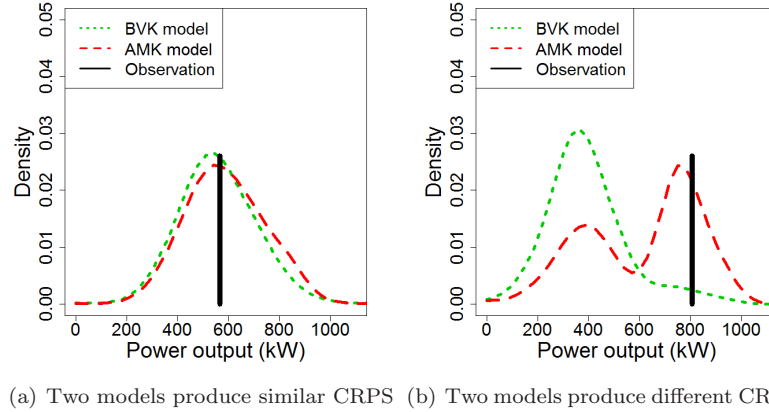 BVK model
AMK model
Observation
0.05
0.04
0.03
0.02
0.01
0.00
Density
0 200 400 600 800 1000
Power output (kW)
BVK model
AMK model
Observation
0.05
0.04
0.03
0.02
0.01
0.00
Density
0 200 400 600 800 1000
Power output (kW)
(a) Two models produce similar CRPS (b) Two models produce different CR